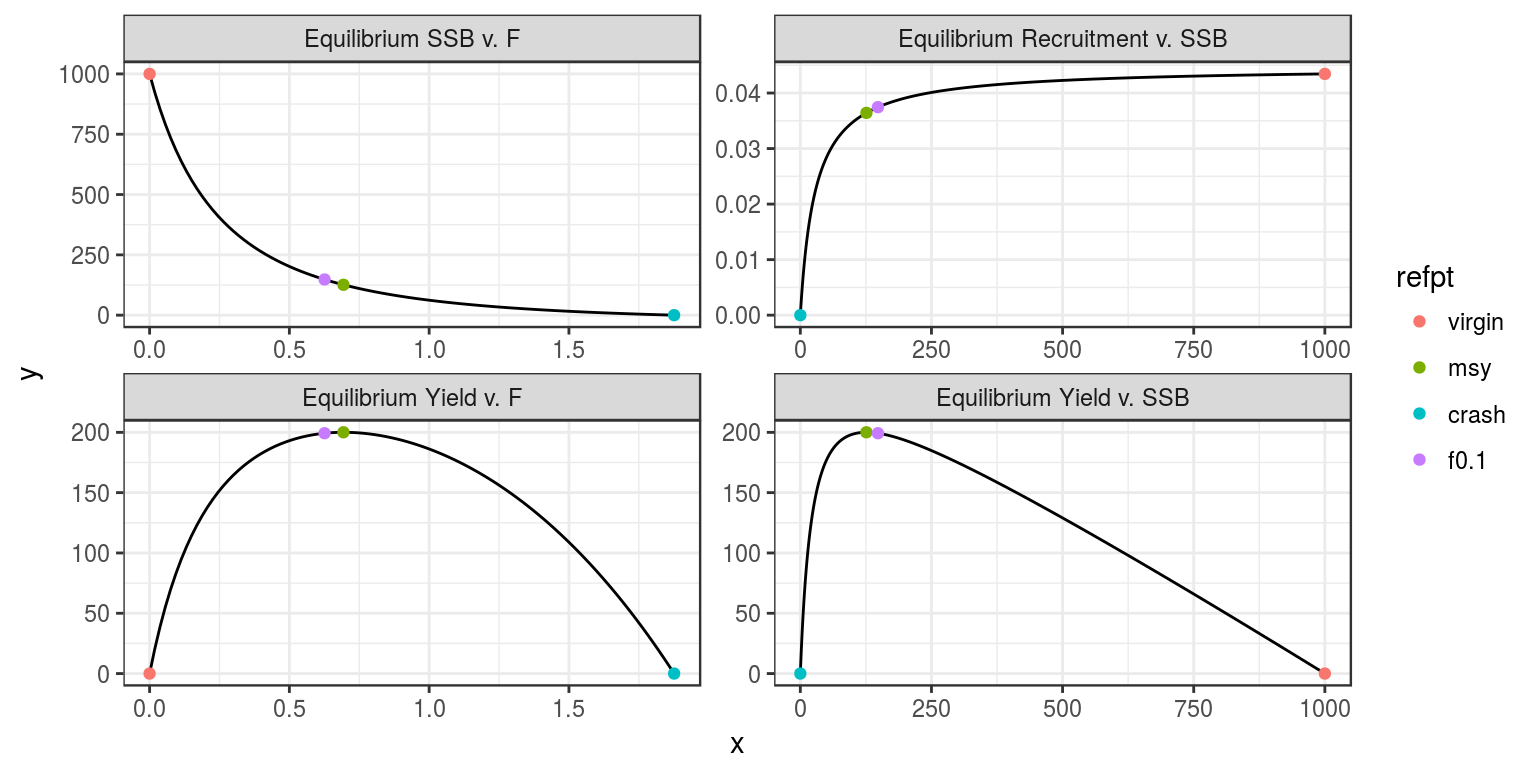 Equilibrium SSB v. F
1000
750
500
250
0
0.0 0.5 1.0 1.5
Equilibrium Recruitment v. SSB
0.04
0.03
0.02
0.01
0.00
0 250 500 750 1000
Equilibrium Yield v. F
200
150
100
50
0
0.0 0.5 1.0 1.5
Equilibrium Yield v. SSB
200
150
100
50
0
0 250 500 750 1000
y
x
refpt
virgin
msy
crash
f0.1